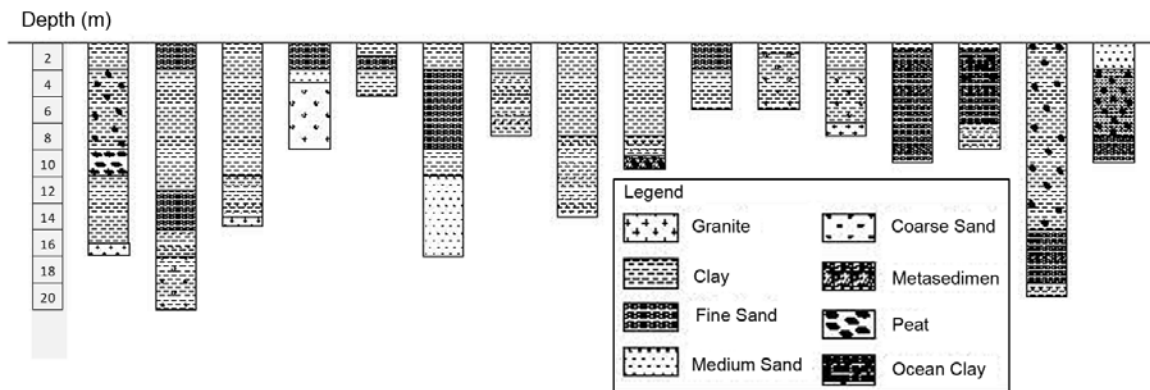 Depth (m)
2
4
6
8
10
12
14
16
18
20
Legend
Granite
Coarse Sand
Clay
Metasedimen
Fine Sand
Peat
Medium Sand
Ocean Clay